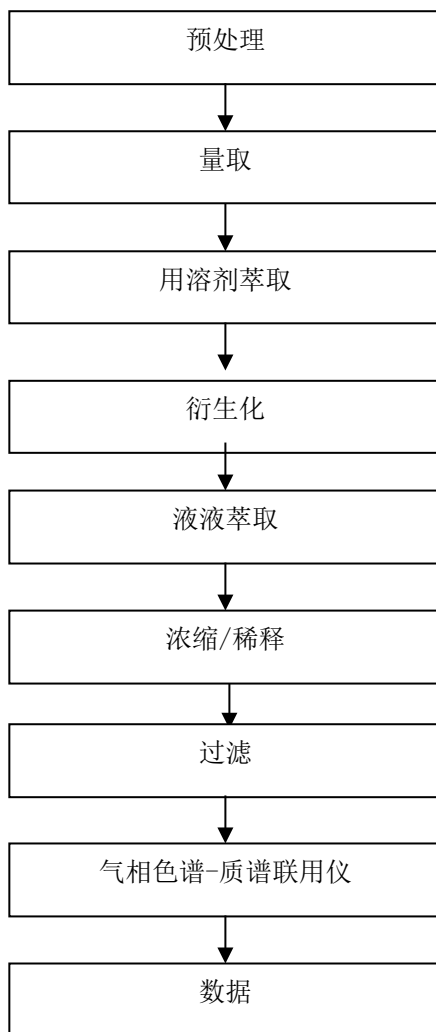 预处理
量取
用溶剂萃取
衍生化
液液萃取
浓缩/稀释
过滤
气相色谱-质谱联用仪
数据